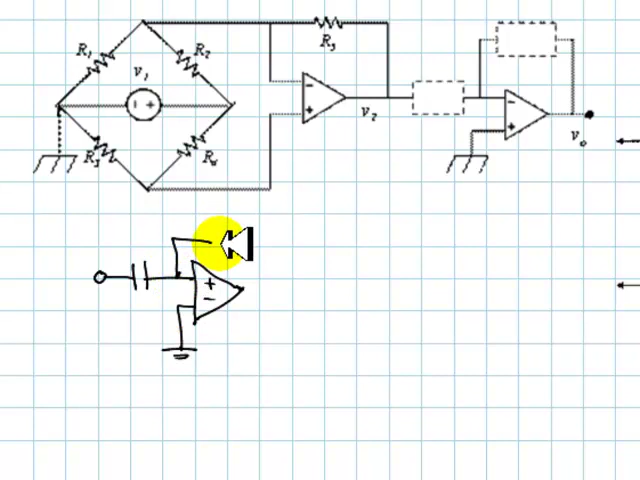 R₁
R₂
v₁
R₃
R₄
R₅
−
+
v₂
−
+
vₒ
− +
+
−